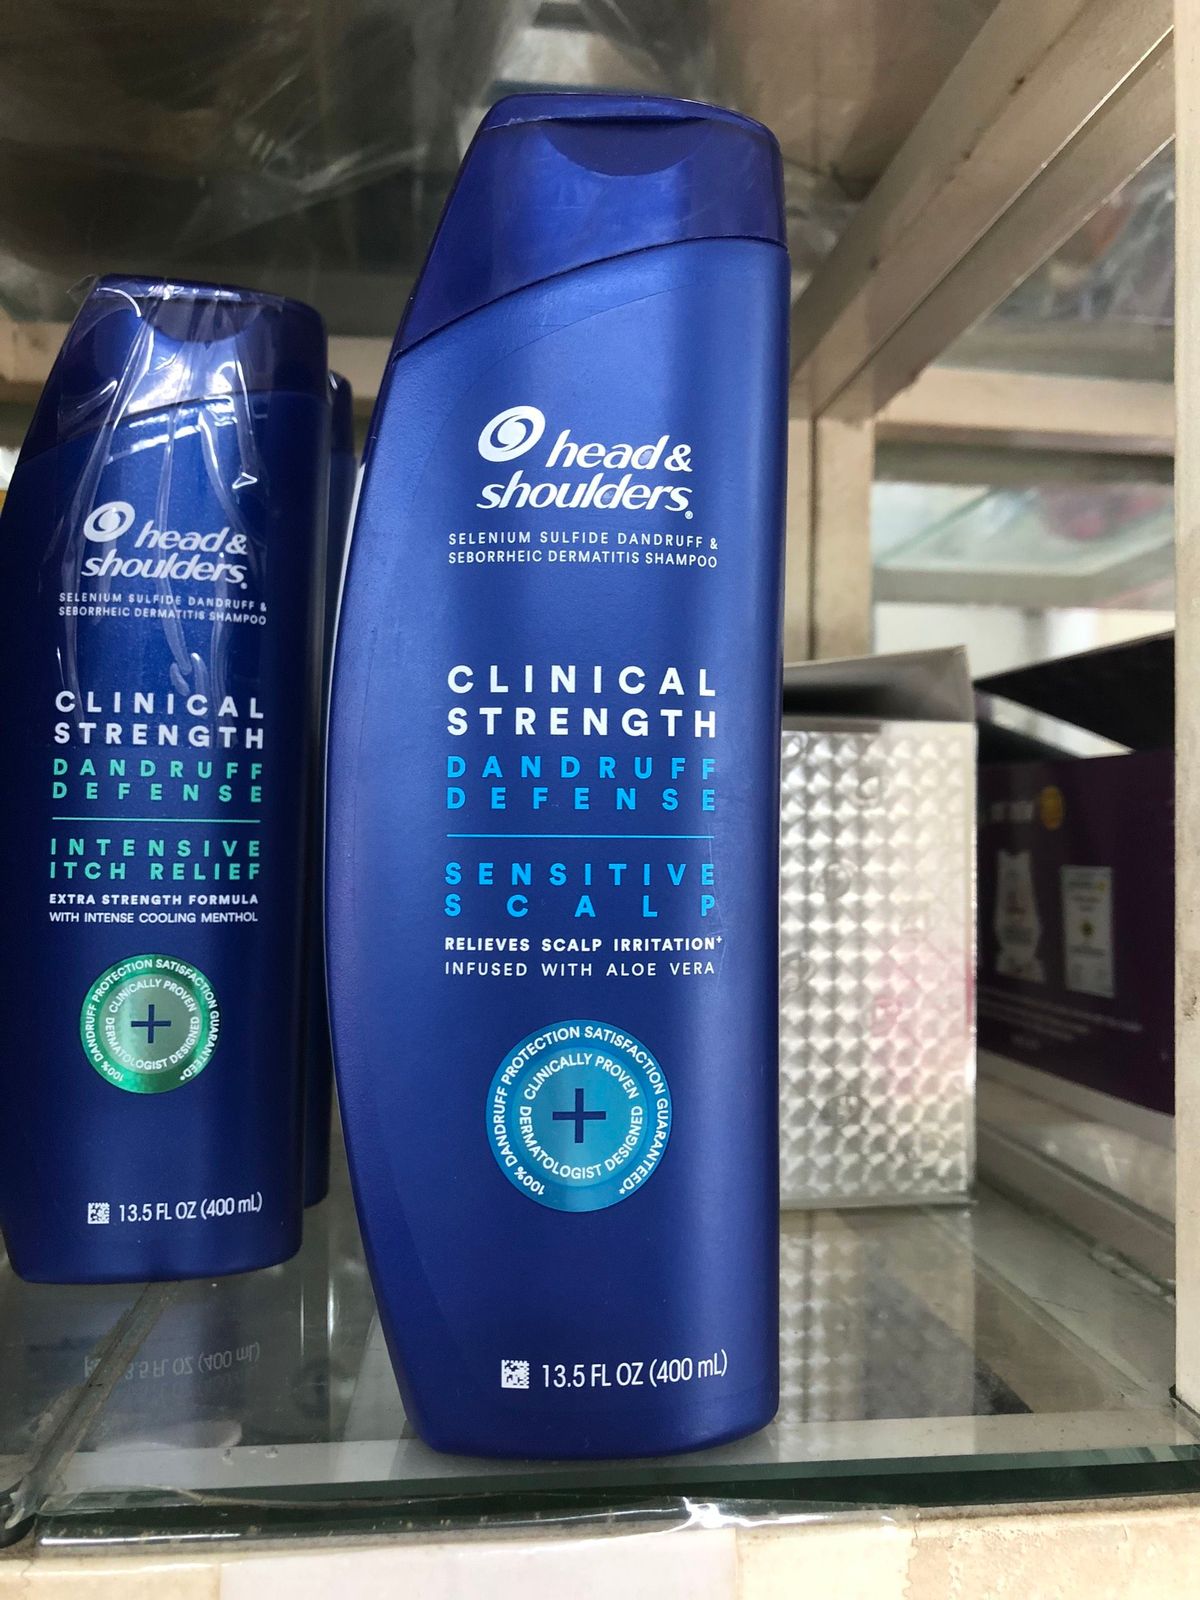 head &
shoulders
SELENIUM SULFIDE DANDRUFF &
SEBORRHEIC DERMATITIS SHAMPOO
CLINICAL
STRENGTH
DANDRUFF
DEFENSE
INTENSIVE
ITCH RELIEF
EXTRA STRENGTH FORMULA
WITH INTENSE COOLING MENTHOL
100% DANDRUFF PROTECTION SATISFACTION GUARANTEED*
CLINICALLY PROVEN
DERMATOLOGIST DESIGNED
13.5 FL OZ (400 mL)
head &
shoulders®
SELENIUM SULFIDE DANDRUFF &
SEBORRHEIC DERMATITIS SHAMPOO
CLINICAL
STRENGTH
DANDRUFF
DEFENSE
SENSITIVE
SCALP
RELIEVES SCALP IRRITATION+
INFUSED WITH ALOE VERA
100% DANDRUFF PROTECTION SATISFACTION GUARANTEED*
CLINICALLY PROVEN
DERMATOLOGIST DESIGNED
13.5 FL OZ (400 mL)